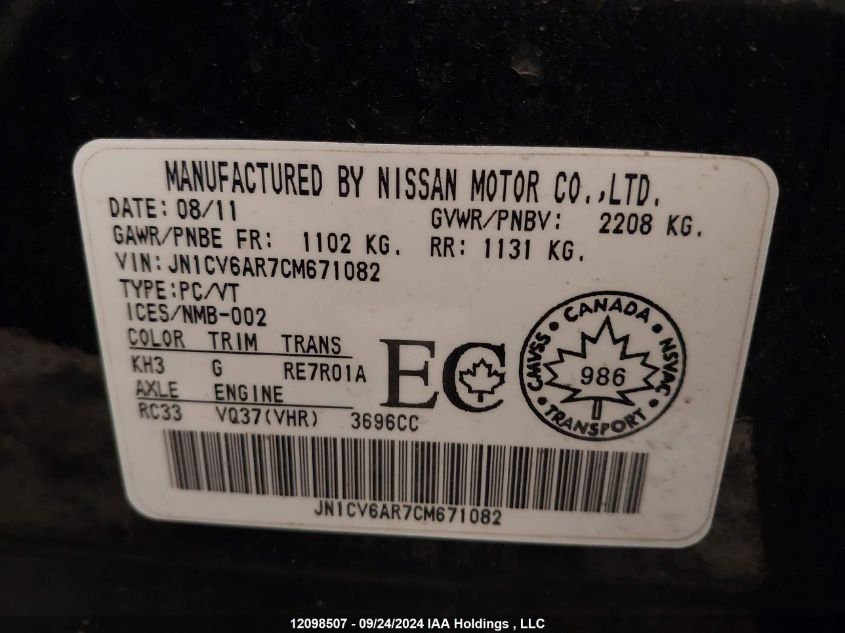 MANUFACTURED BY NISSAN MOTOR CO.,LTD.
DATE: 08/11 GVWR/PNBV: 2208 KG.
GAWR/PNBE FR: 1102 KG. RR: 1131 KG.
VIN: JN1CV6AR7CM671082
TYPE:PC/VT
ICES/NMB-002
COLOR TRIM TRANS
KH3 G RE7R01A
AXLE ENGINE
RC33 VQ37(VHR) 3696CC
EC
CANADA
CMVSS
NSVAC
986
TRANSPORT
JN1CV6AR7CM671082
12098507 - 09/24/2024 IAA Holdings , LLC